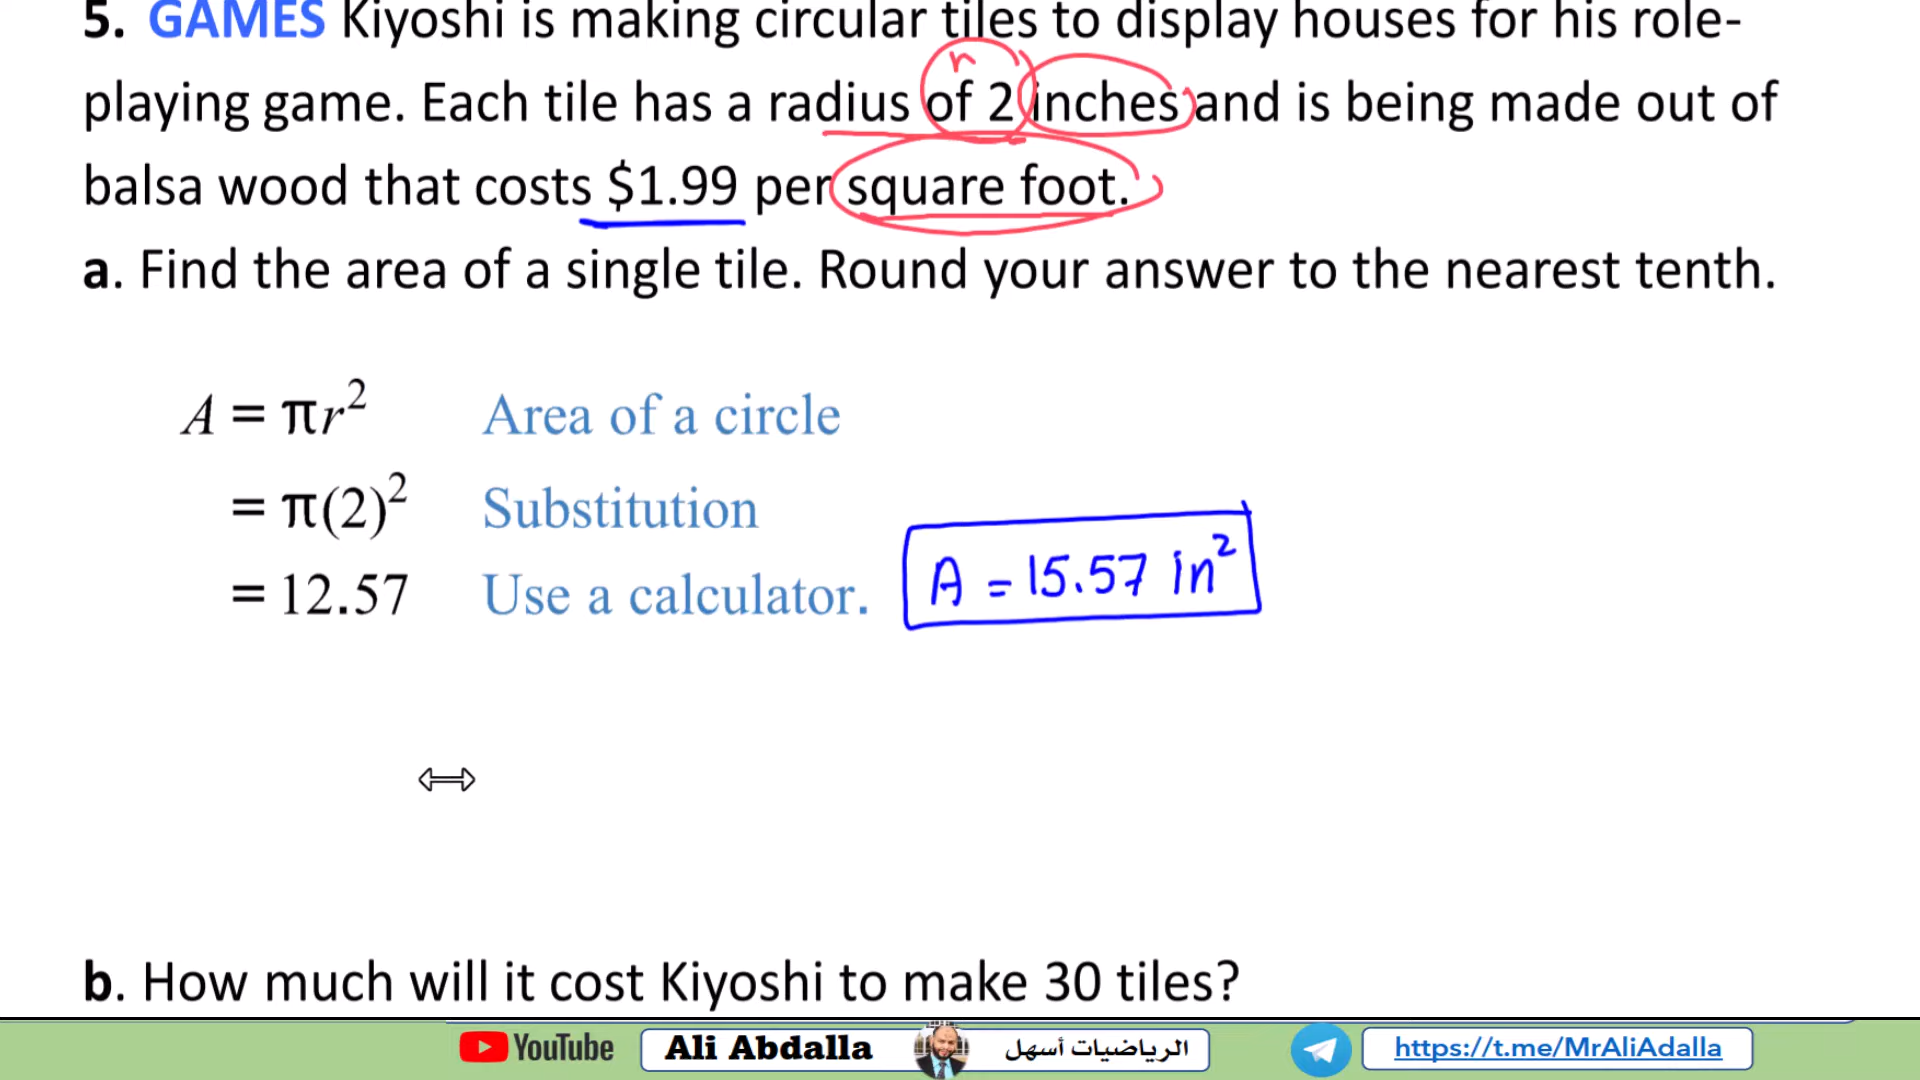 5. GAMES Kiyoshi is making circular tiles to display houses for his role-
playing game. Each tile has a radius of 2 inches and is being made out of
balsa wood that costs $1.99 per square foot.
a. Find the area of a single tile. Round your answer to the nearest tenth.
A = πr² Area of a circle
= π(2)² Substitution
= 12.57 Use a calculator.
A = 15.57 in²
b. How much will it cost Kiyoshi to make 30 tiles?
YouTube Ali Abdalla الرياضيات أسهل https://t.me/MrAliAdalla